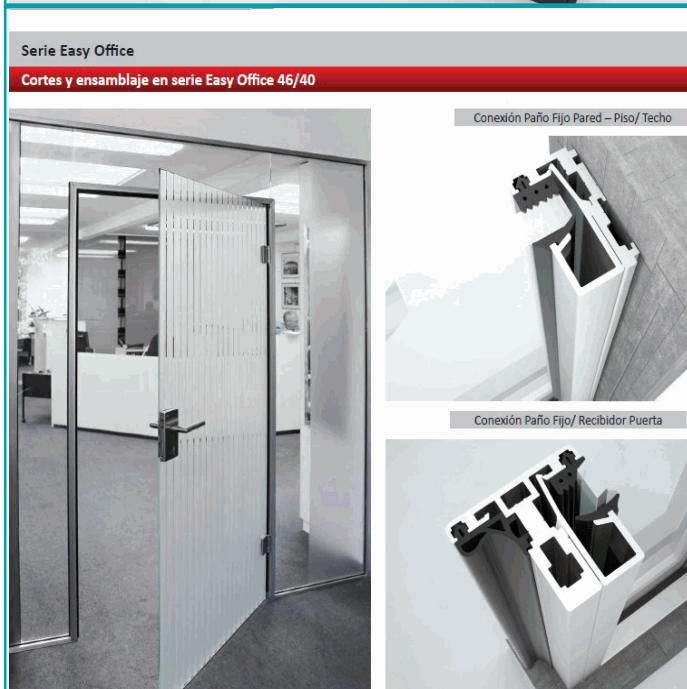 Serie Easy Office
Cortes y ensamblaje en serie Easy Office 46/40
Conexión Paño Fijo Pared – Piso/ Techo
Conexión Paño Fijo/ Recibidor Puerta